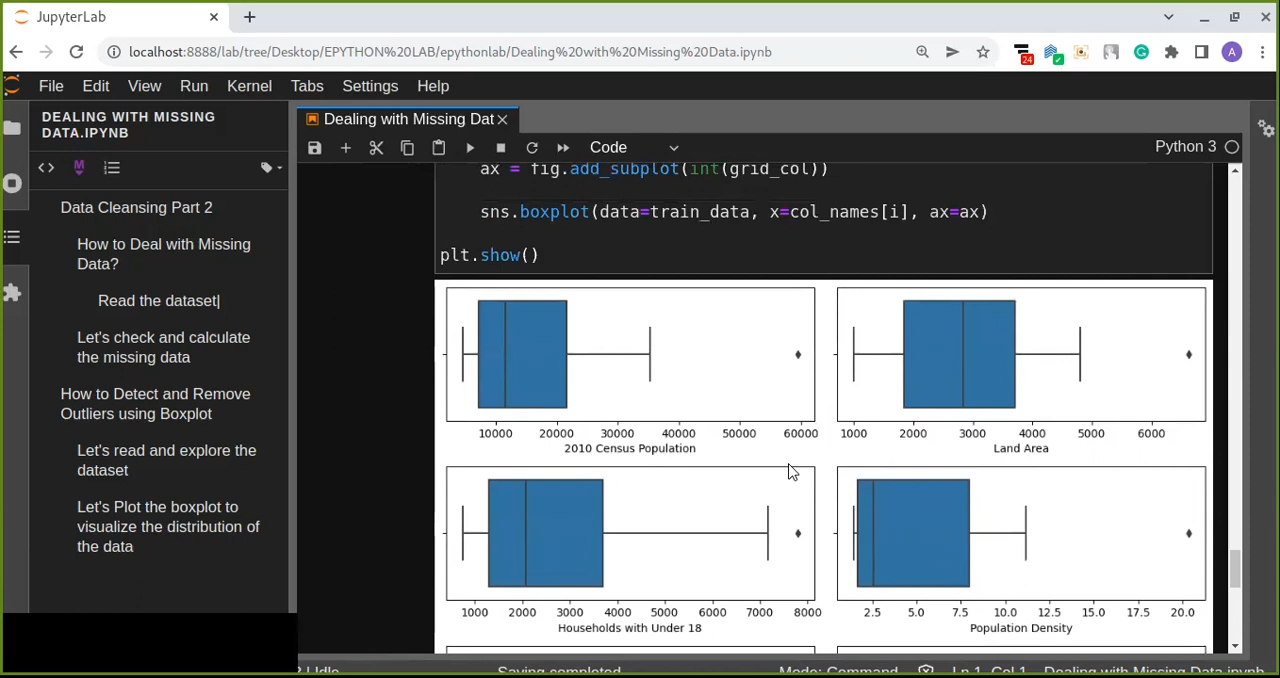 JupyterLab
localhost:8888/lab/tree/Desktop/EPYTHON%20LAB/epythonlab/Dealing%20with%20Missing%20Data.ipynb
24
A
File Edit View Run Kernel Tabs Settings Help
DEALING WITH MISSING
DATA.IPYNB
Dealing with Missing Dat
Code
Python 3
Data Cleansing Part 2
How to Deal with Missing
Data?
Read the dataset
Let's check and calculate
the missing data
How to Detect and Remove
Outliers using Boxplot
Let's read and explore the
dataset
Let's Plot the boxplot to
visualize the distribution of
the data
ax = fig.add_subplot(int(grid_col))
sns.boxplot(data=train_data, x=col_names[i], ax=ax)
plt.show()
10000 20000 30000 40000 50000 60000
2010 Census Population
1000 2000 3000 4000 5000 6000
Land Area
1000 2000 3000 4000 5000 6000 7000 8000
Households with Under 18
2.5 5.0 7.5 10.0 12.5 15.0 17.5 20.0
Population Density
Idle Saving completed Mode: Command Ln 1, Col 1 Dealing with Missing Data.ipynb